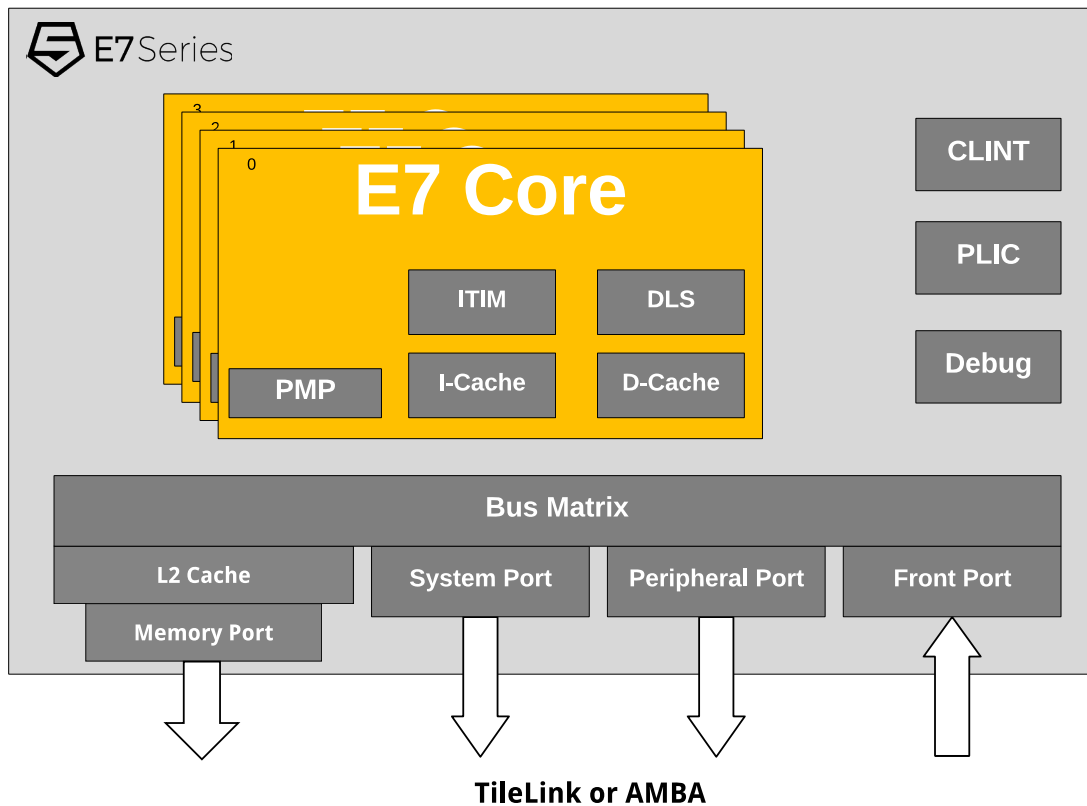 E7 Series
3
2
1
0
E7 Core
CLINT
PLIC
Debug
ITIM
DLS
PMP
I-Cache
D-Cache
Bus Matrix
L2 Cache
System Port
Peripheral Port
Front Port
Memory Port
TileLink or AMBA